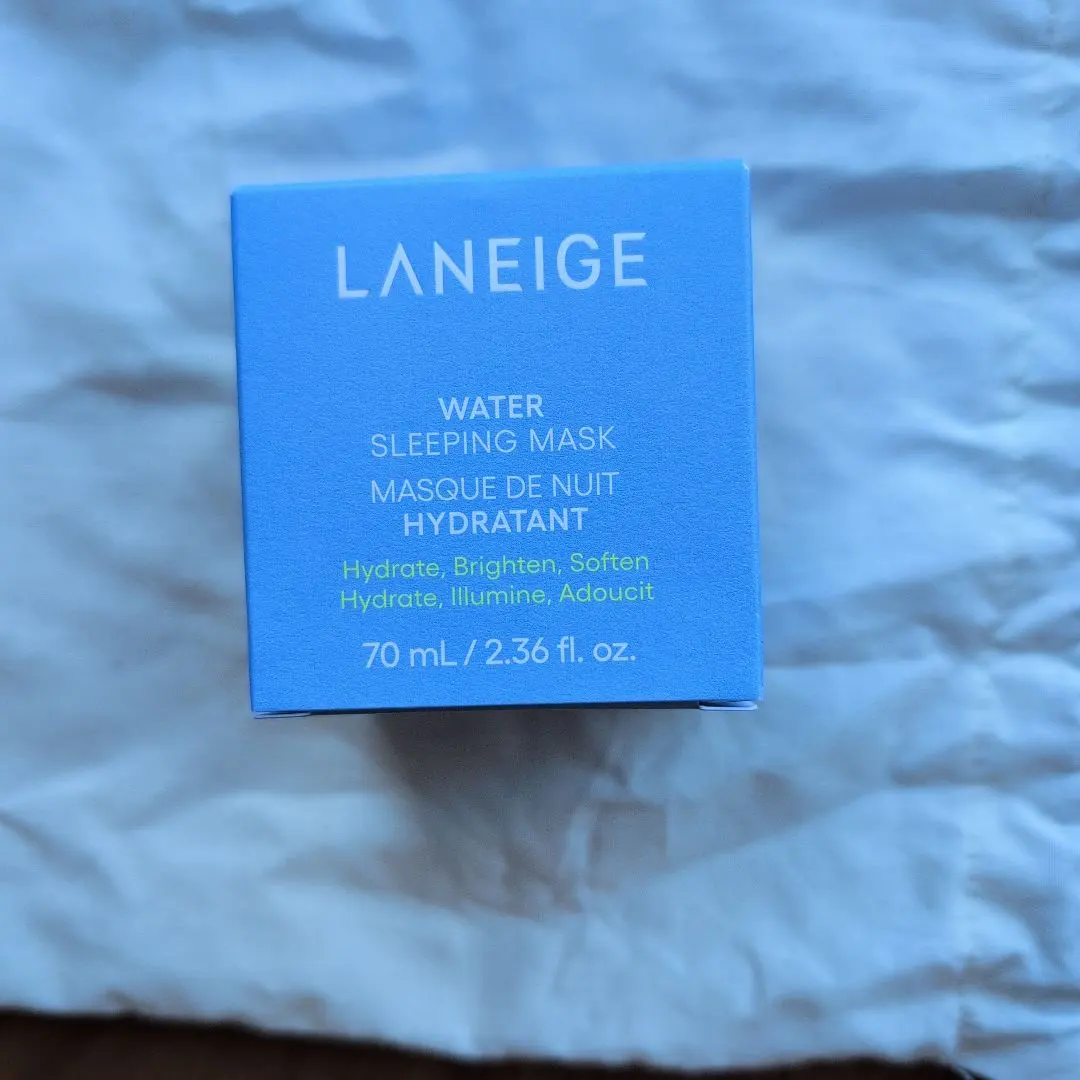 LANEIGE
WATER
SLEEPING MASK
MASQUE DE NUIT
HYDRATANT
Hydrate, Brighten, Soften
Hydrate, Illumine, Adoucit
70 mL / 2.36 fl. oz.